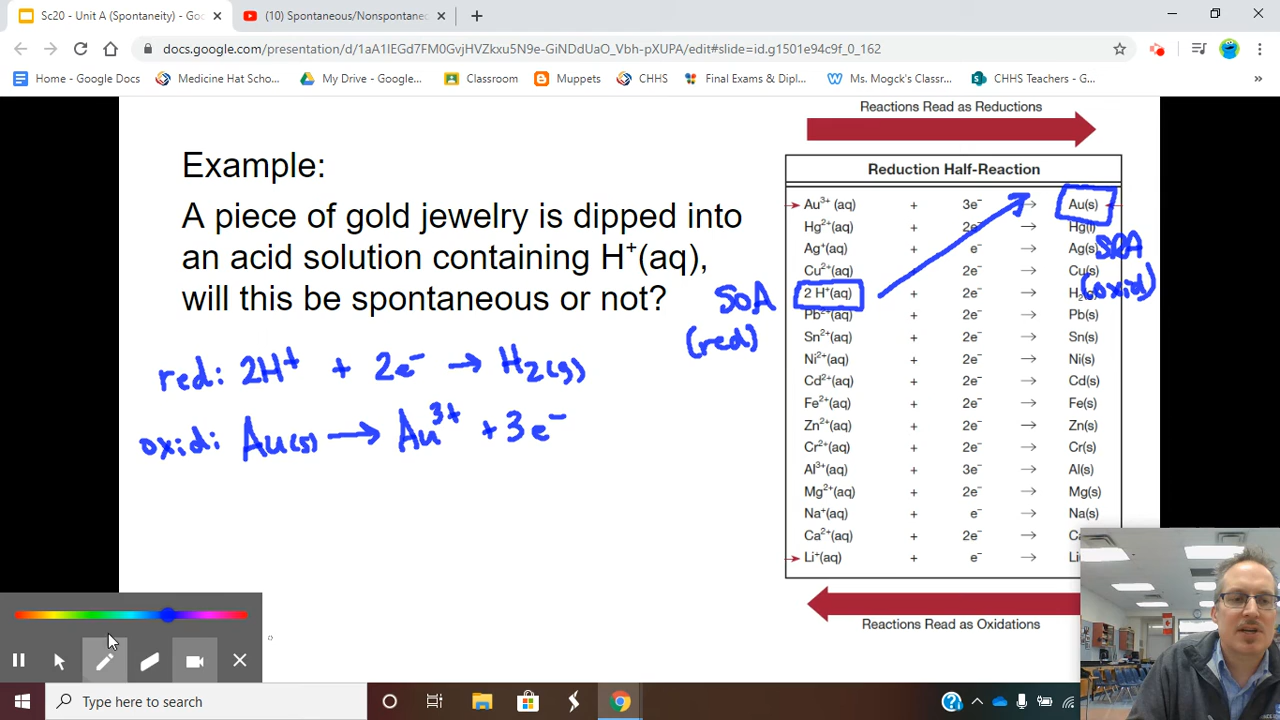 Sc20 - Unit A (Spontaneity) - Goo
(10) Spontaneous/Nonspontaneo
docs.google.com/presentation/d/1aA1IEGd7FM0GvjHVZkxu5N9e-GiNDdUaO_Vbh-pXUPA/edit#slide=id.g1501e94c9f_0_162
Home - Google Docs
Medicine Hat Scho...
My Drive - Google...
Classroom
Muppets
CHHS
Final Exams & Dipl...
Ms. Mogck's Classr...
CHHS Teachers - G...
»
Reactions Read as Reductions
Example:
A piece of gold jewelry is dipped into
an acid solution containing H⁺(aq),
will this be spontaneous or not?
Reduction Half-Reaction
Au³⁺ (aq) + 3e⁻ → Au(s)
Hg²⁺(aq) + 2e⁻ → Hg(l)
Ag⁺(aq) + e⁻ → Ag(s)
Cu²⁺(aq) + 2e⁻ → Cu(s)
2 H⁺(aq) + 2e⁻ → H₂(s)
Pb²⁺(aq) + 2e⁻ → Pb(s)
Sn²⁺(aq) + 2e⁻ → Sn(s)
Ni²⁺(aq) + 2e⁻ → Ni(s)
Cd²⁺(aq) + 2e⁻ → Cd(s)
Fe²⁺(aq) + 2e⁻ → Fe(s)
Zn²⁺(aq) + 2e⁻ → Zn(s)
Cr²⁺(aq) + 2e⁻ → Cr(s)
Al³⁺(aq) + 3e⁻ → Al(s)
Mg²⁺(aq) + 2e⁻ → Mg(s)
Na⁺(aq) + e⁻ → Na(s)
Ca²⁺(aq) + 2e⁻ →
Li⁺(aq) + e⁻ →
Reactions Read as Oxidations
SOA
(red)
SRA
(oxid)
red: 2H⁺ + 2e⁻ → H₂(g)
oxid: Au(s) → Au³⁺ + 3e⁻
Type here to search